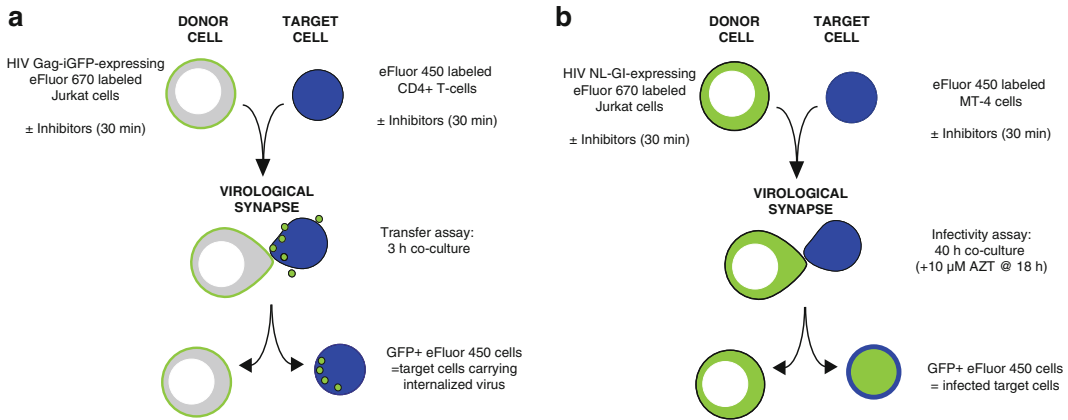 a
DONOR
CELL
TARGET
CELL
HIV Gag-iGFP-expressing
eFluor 670 labeled
Jurkat cells
± Inhibitors (30 min)
eFluor 450 labeled
CD4+ T-cells
± Inhibitors (30 min)
VIROLOGICAL
SYNAPSE
Transfer assay:
3 h co-culture
GFP+ eFluor 450 cells
=target cells carrying
internalized virus
b
DONOR
CELL
TARGET
CELL
HIV NL-GI-expressing
eFluor 670 labeled
Jurkat cells
± Inhibitors (30 min)
eFluor 450 labeled
MT-4 cells
± Inhibitors (30 min)
VIROLOGICAL
SYNAPSE
Infectivity assay:
40 h co-culture
(+10 µM AZT @ 18 h)
GFP+ eFluor 450 cells
= infected target cells